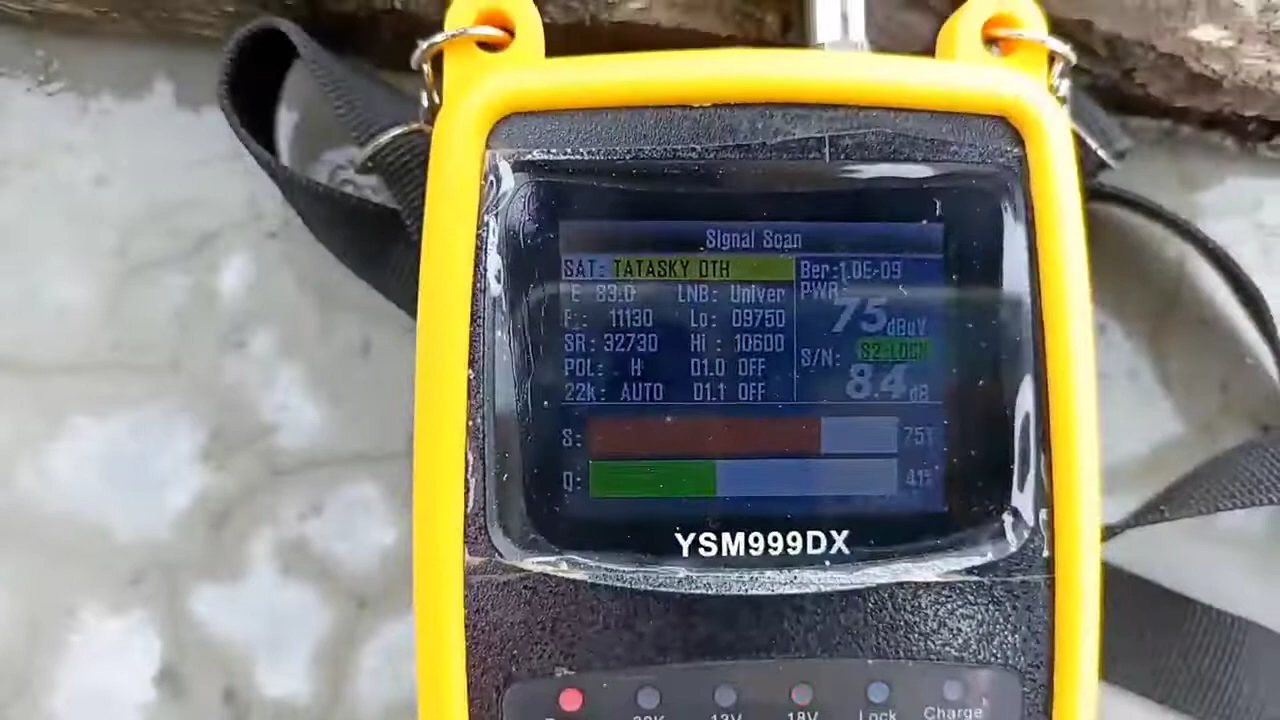 Signal Scan
SAT: TATASKY DTH
Ber:1.0E-09
E 83.0 LNB: Univer
PWR:
F: 11130 Lo: 09750
75 dBuV
SR: 32730 Hi: 10600
S/N: S2-LOCK
POL: H D1.0 OFF
8.4 dB
22k: AUTO D1.1 OFF
S: 75%
Q: 41%
YSM999DX
22K 13V 18V Lock Charge